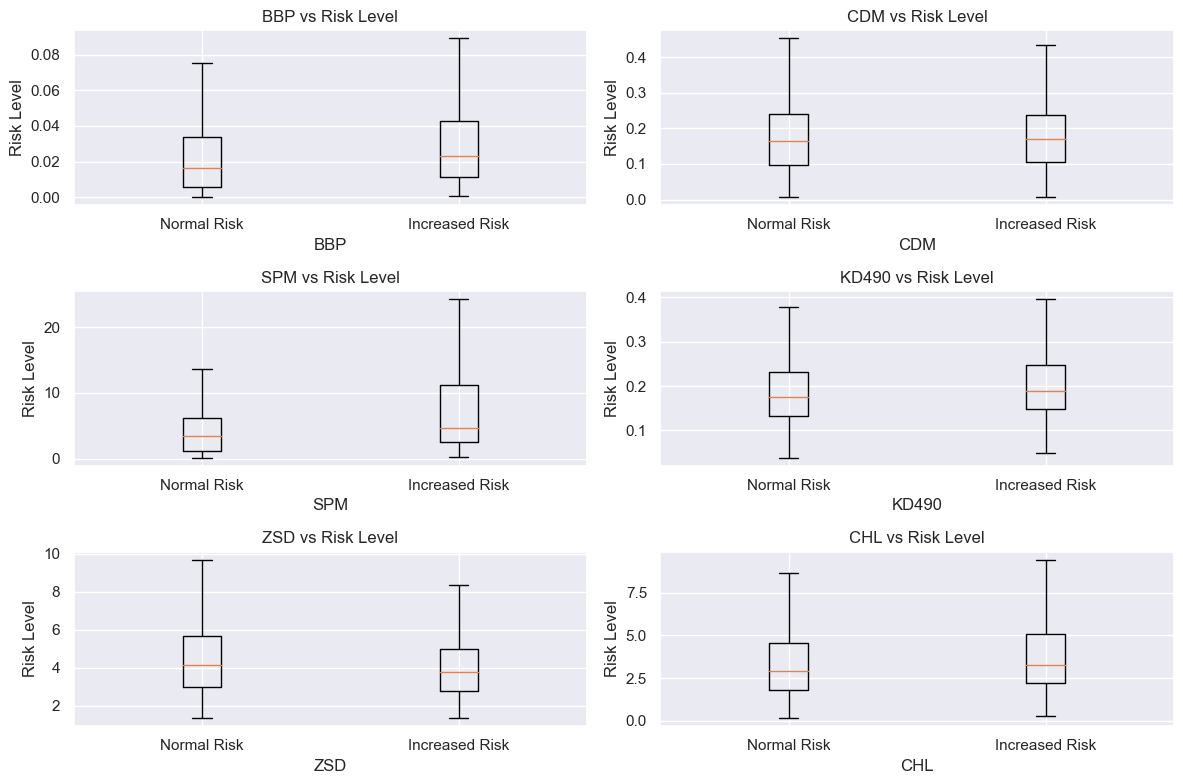 BBP vs Risk Level
Risk Level
0.08
0.06
0.04
0.02
0.00
Normal Risk
Increased Risk
BBP
CDM vs Risk Level
Risk Level
0.4
0.3
0.2
0.1
0.0
Normal Risk
Increased Risk
CDM
SPM vs Risk Level
Risk Level
20
10
0
Normal Risk
Increased Risk
SPM
KD490 vs Risk Level
Risk Level
0.4
0.3
0.2
0.1
Normal Risk
Increased Risk
KD490
ZSD vs Risk Level
Risk Level
10
8
6
4
2
Normal Risk
Increased Risk
ZSD
CHL vs Risk Level
Risk Level
7.5
5.0
2.5
0.0
Normal Risk
Increased Risk
CHL